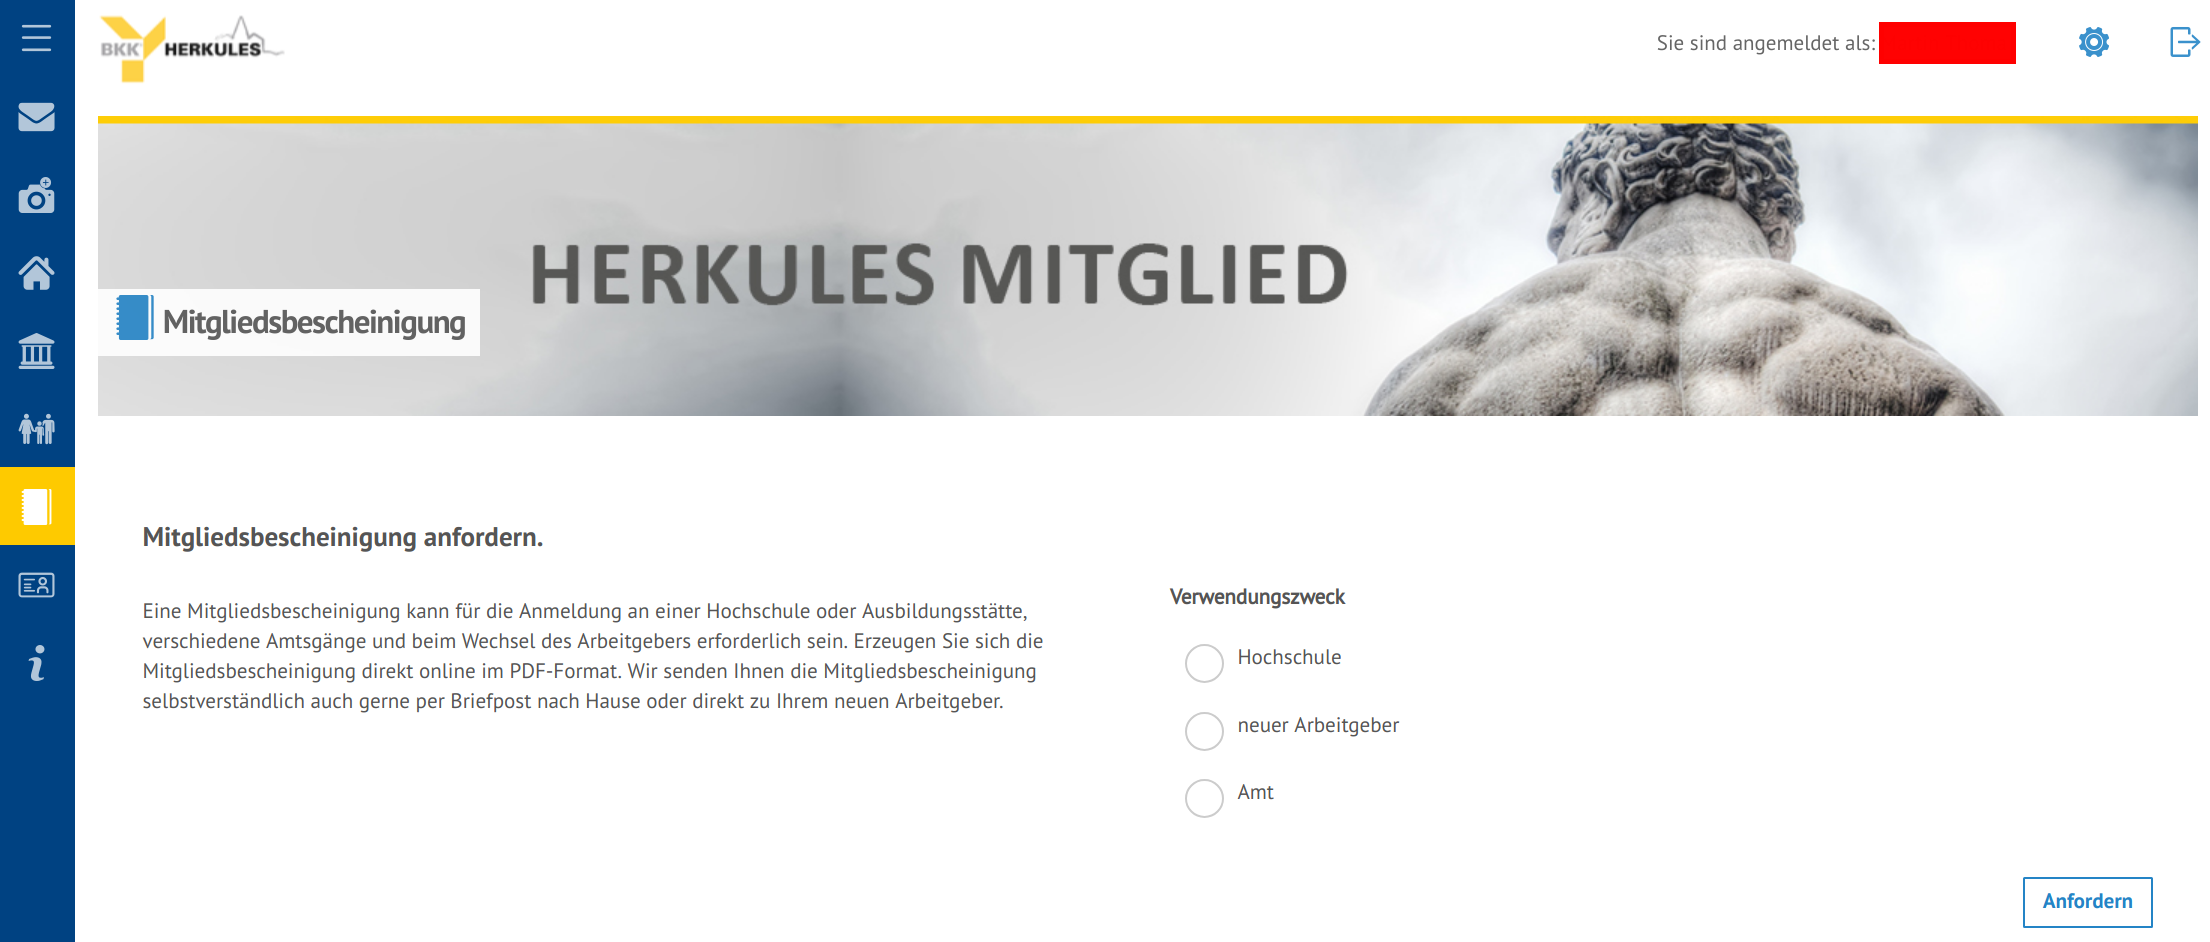 BKK HERKULES
Sie sind angemeldet als:
HERKULES MITGLIED
Mitgliedsbescheinigung
Mitgliedsbescheinigung anfordern.
Eine Mitgliedsbescheinigung kann für die Anmeldung an einer Hochschule oder Ausbildungsstätte,
verschiedene Amtsgänge und beim Wechsel des Arbeitgebers erforderlich sein. Erzeugen Sie sich die
Mitgliedsbescheinigung direkt online im PDF-Format. Wir senden Ihnen die Mitgliedsbescheinigung
selbstverständlich auch gerne per Briefpost nach Hause oder direkt zu Ihrem neuen Arbeitgeber.
Verwendungszweck
Hochschule
neuer Arbeitgeber
Amt
Anfordern